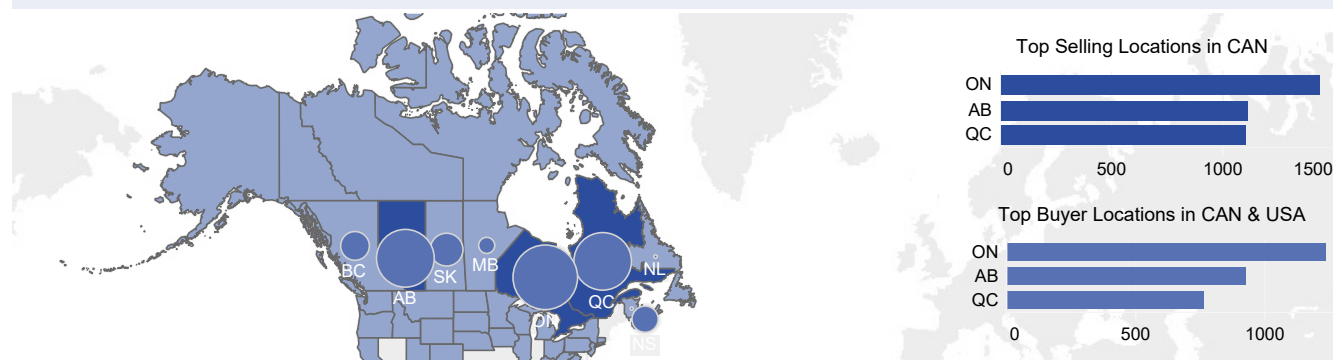 BC
AB
SK
MB
ON
QC
NL
NS
Top Selling Locations in CAN
ON
AB
QC
0 500 1000 1500
Top Buyer Locations in CAN & USA
ON
AB
QC
0 500 1000